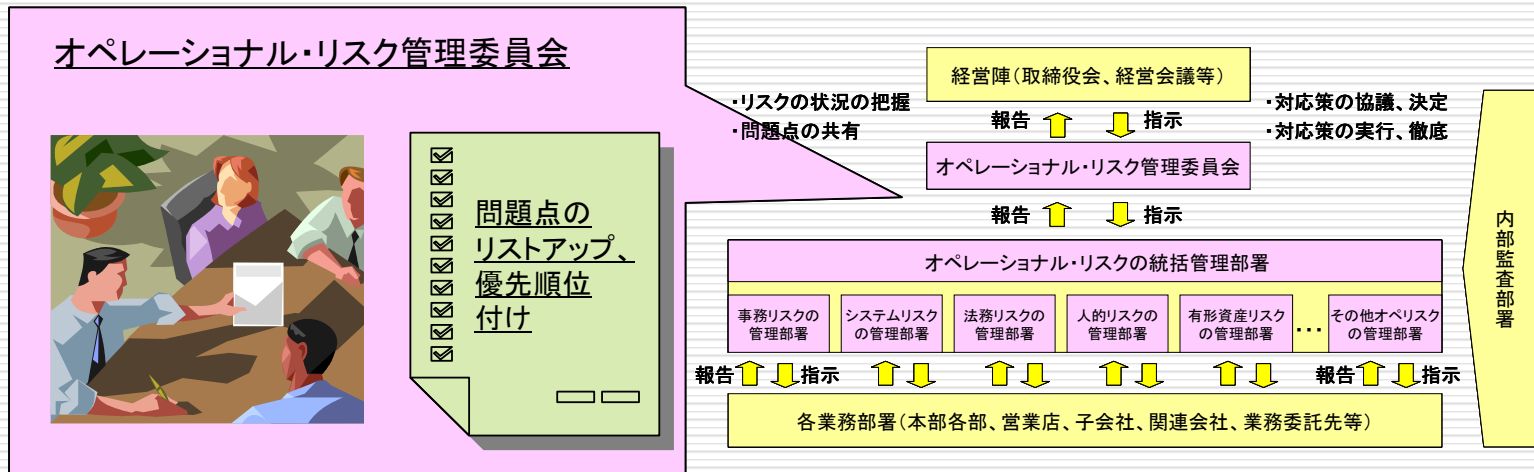 オペレーショナル・リスク管理委員会
問題点の
リストアップ、
優先順位
付け
・リスクの状況の把握
・問題点の共有
経営陣（取締役会、経営会議等）
・対応策の協議、決定
・対応策の実行、徹底
報告
指示
オペレーショナル・リスク管理委員会
報告
指示
オペレーショナル・リスクの統括管理部署
事務リスクの
管理部署
システムリスク
の管理部署
法務リスクの
管理部署
人的リスクの
管理部署
有形資産リスク
の管理部署
…
その他オペリスク
の管理部署
報告
指示
報告
指示
各業務部署（本部各部、営業店、子会社、関連会社、業務委託先等）
内部監査部署